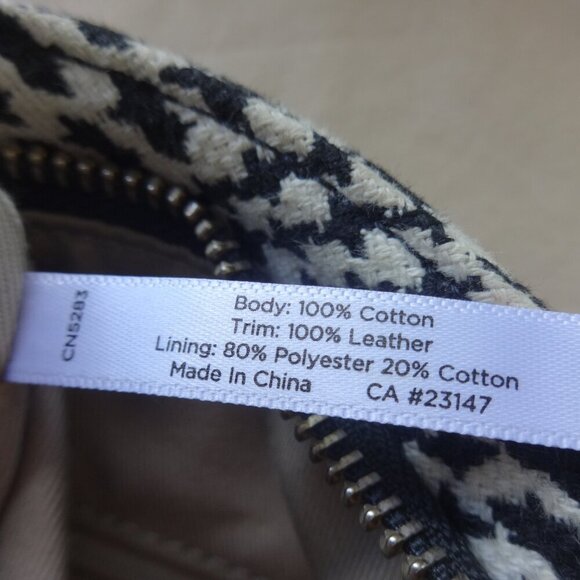 CN5283
Body: 100% Cotton
Trim: 100% Leather
Lining: 80% Polyester 20% Cotton
Made In China CA #23147